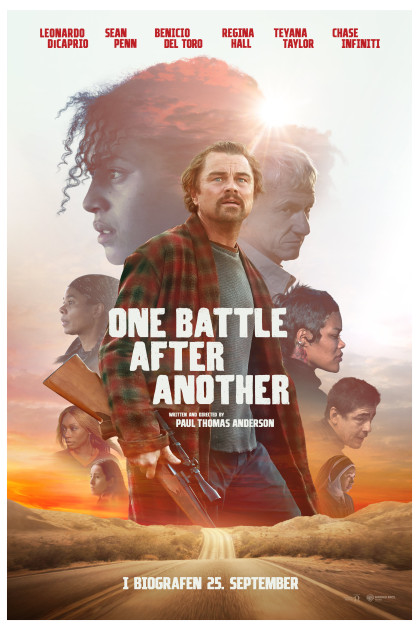 LEONARDO SEAN BENICIO REGINA TEYANA CHASE
DiCAPRIO PENN DEL TORO HALL TAYLOR INFINITI
ONE BATTLE
AFTER
ANOTHER
WRITTEN AND DIRECTED BY
PAUL THOMAS ANDERSON
I BIOGRAFEN 25. SEPTEMBER